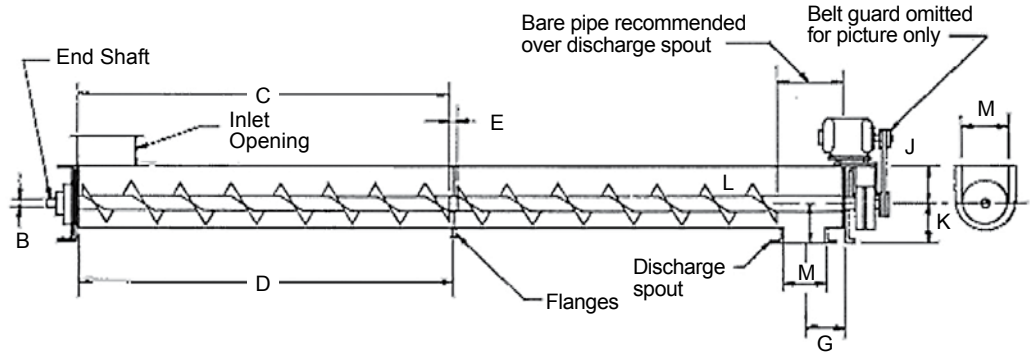 Bare pipe recommended
over discharge spout
Belt guard omitted
for picture only
End Shaft
C
E
Inlet
Opening
M
J
L
B
K
D
Flanges
Discharge
spout
M
G